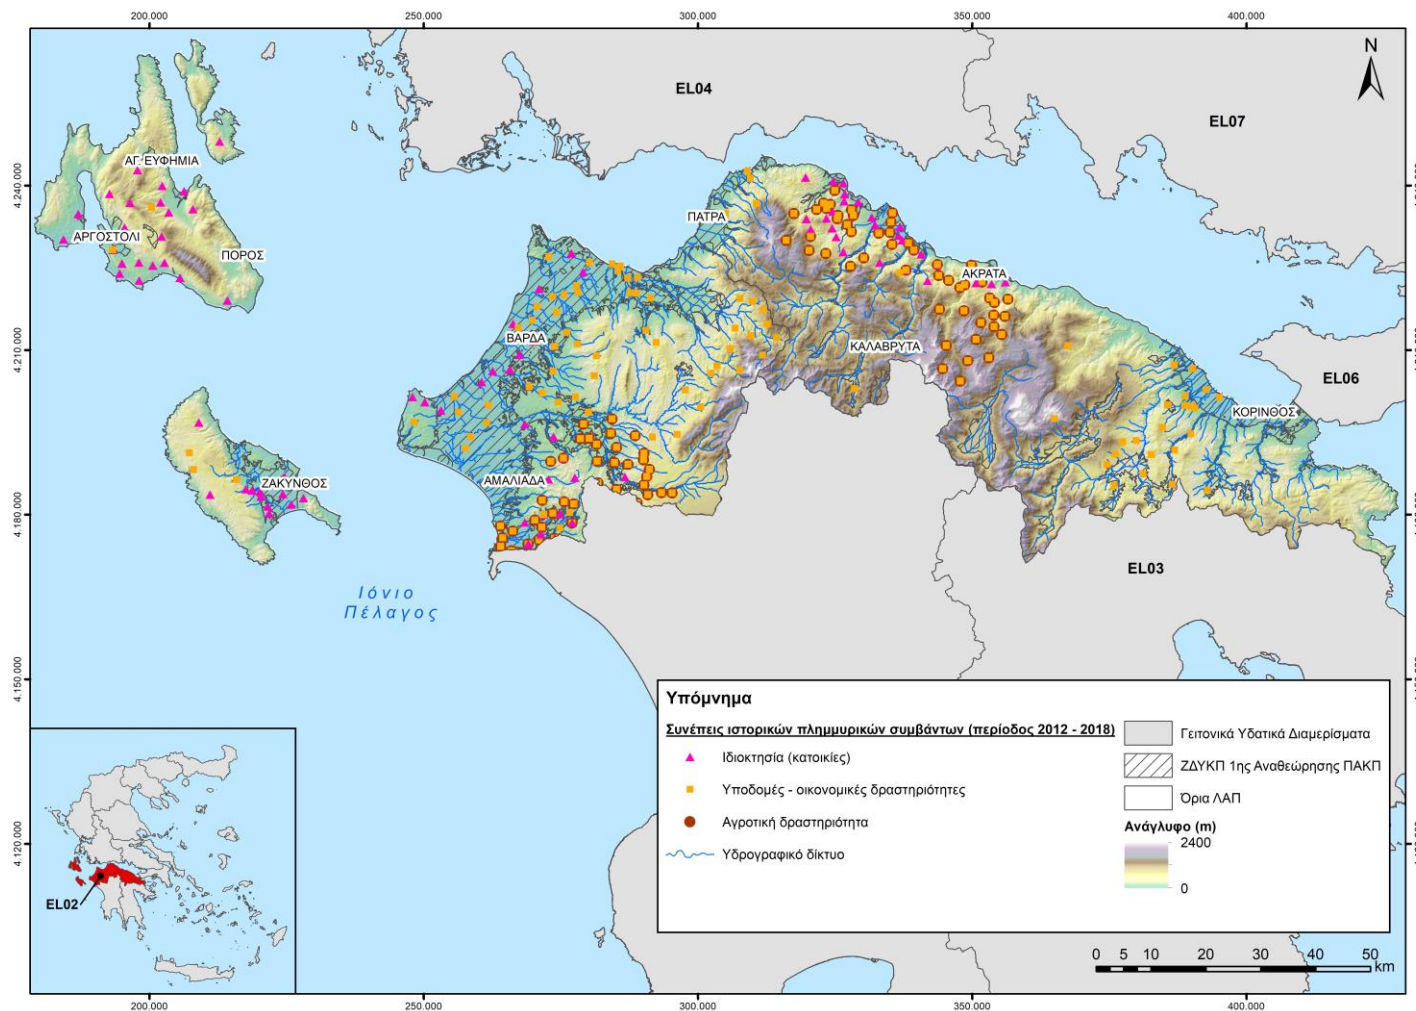 200.000
250.000
300.000
350.000
400.000
N
EL04
EL07
4.240.000
ΑΓ. ΕΥΦΗΜΙΑ
ΠΑΤΡΑ
ΑΡΓΟΣΤΟΛΙ
ΠΟΡΟΣ
ΑΚΡΑΤΑ
4.210.000
ΒΑΡΔΑ
ΚΑΛΑΒΡΥΤΑ
EL06
ΚΟΡΙΝΘΟΣ
ΖΑΚΥΝΘΟΣ
ΑΜΑΛΙΑΔΑ
4.180.000
EL03
Ιόνιο
Πέλαγος
4.150.000
Υπόμνημα
Συνέπεις ιστορικών πλημμυρικών συμβάντων (περίοδος 2012 - 2018)
Ιδιοκτησία (κατοικίες)
Υποδομές - οικονομικές δραστηριότητες
Αγροτική δραστηριότητα
Υδρογραφικό δίκτυο
Γειτονικά Υδατικά Διαμερίσματα
ΖΔΥΚΠ 1ης Αναθεώρησης ΠΑΚΠ
Όρια ΛΑΠ
Ανάγλυφο (m)
2400
0
4.120.000
EL02
0 5 10 20 30 40 50
km
200.000
250.000
300.000
350.000
400.000